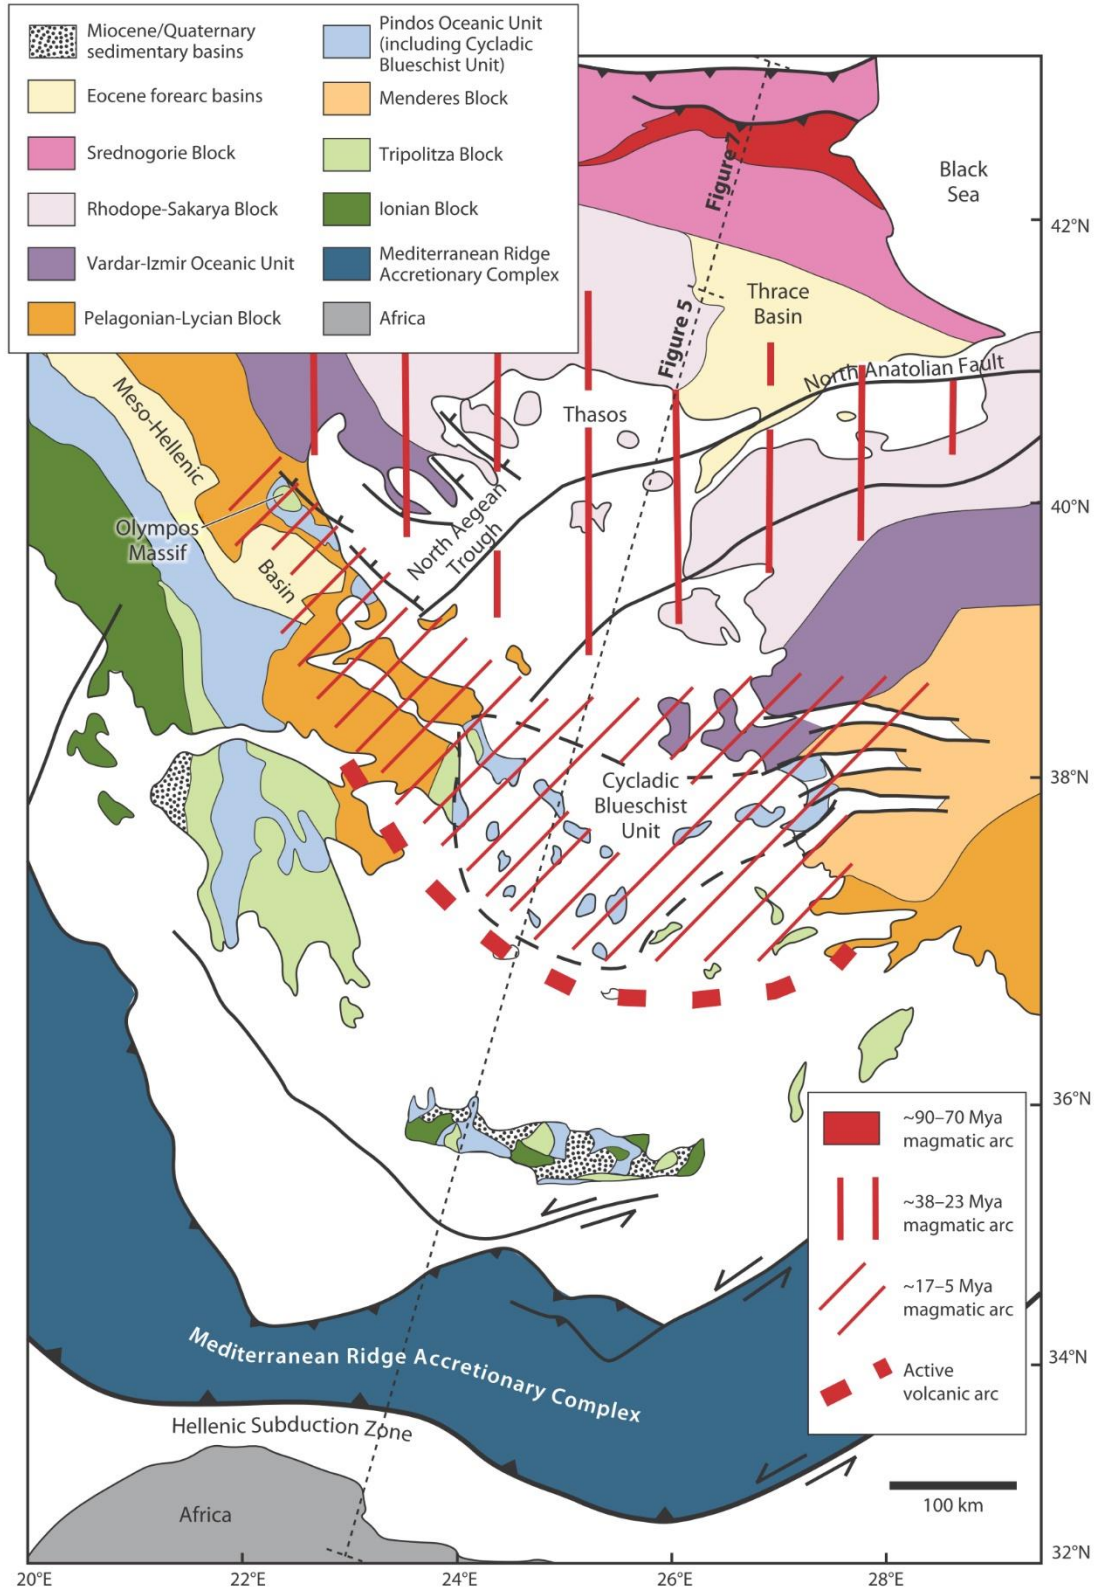 Miocene/Quaternary
sedimentary basins
Eocene forearc basins
Srednogorie Block
Rhodope-Sakarya Block
Vardar-Izmir Oceanic Unit
Pelagonian-Lycian Block
Pindos Oceanic Unit
(including Cycladic
Blueschist Unit)
Menderes Block
Tripolitza Block
Ionian Block
Mediterranean Ridge
Accretionary Complex
Africa
Black
Sea
Figure 7
42°N
Thrace
Basin
Figure 5
North Anatolian Fault
Thasos
Meso-Hellenic
Basin
40°N
Olympos
Massif
North Aegean
Trough
38°N
Cycladic
Blueschist
Unit
36°N
~90–70 Mya
magmatic arc
~38–23 Mya
magmatic arc
~17–5 Mya
magmatic arc
Active
volcanic arc
34°N
Mediterranean Ridge Accretionary Complex
Hellenic Subduction Zone
Africa
100 km
32°N
20°E
22°E
24°E
26°E
28°E